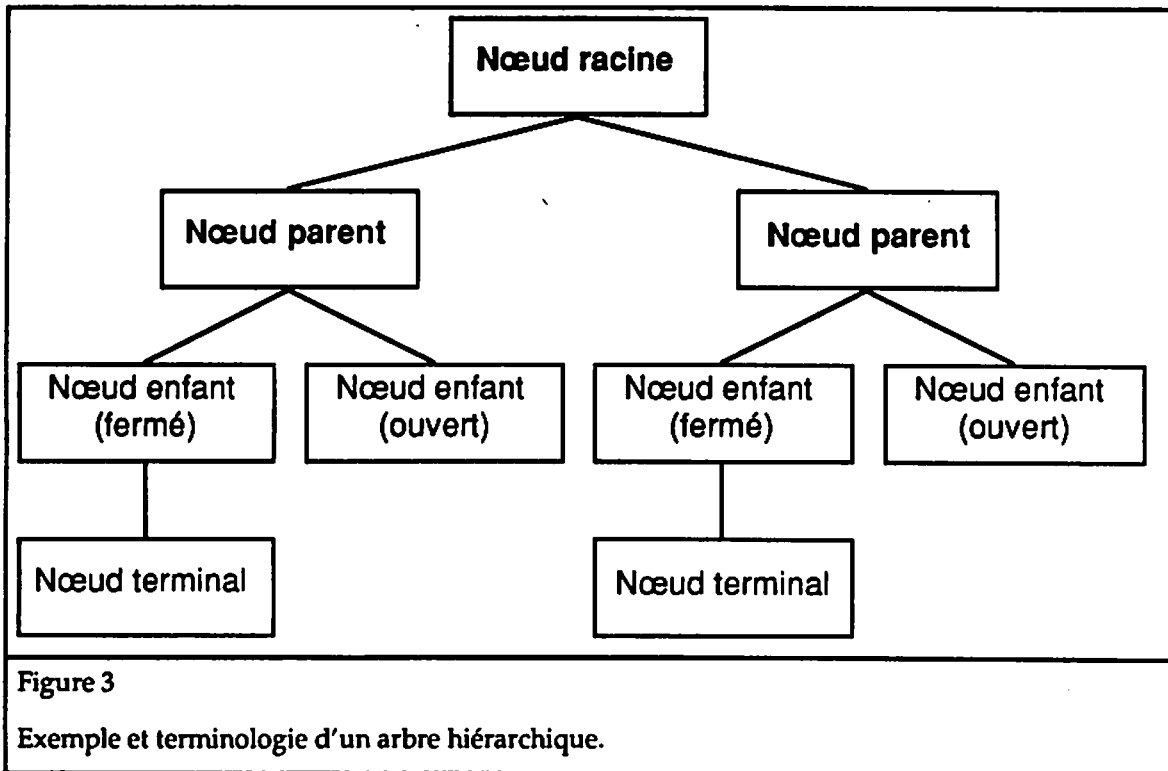 Nœud racine
Nœud parent
Nœud parent
Nœud enfant
(fermé)
Nœud enfant
(ouvert)
Nœud enfant
(fermé)
Nœud enfant
(ouvert)
Nœud terminal
Nœud terminal
Figure 3
Exemple et terminologie d'un arbre hiérarchique.